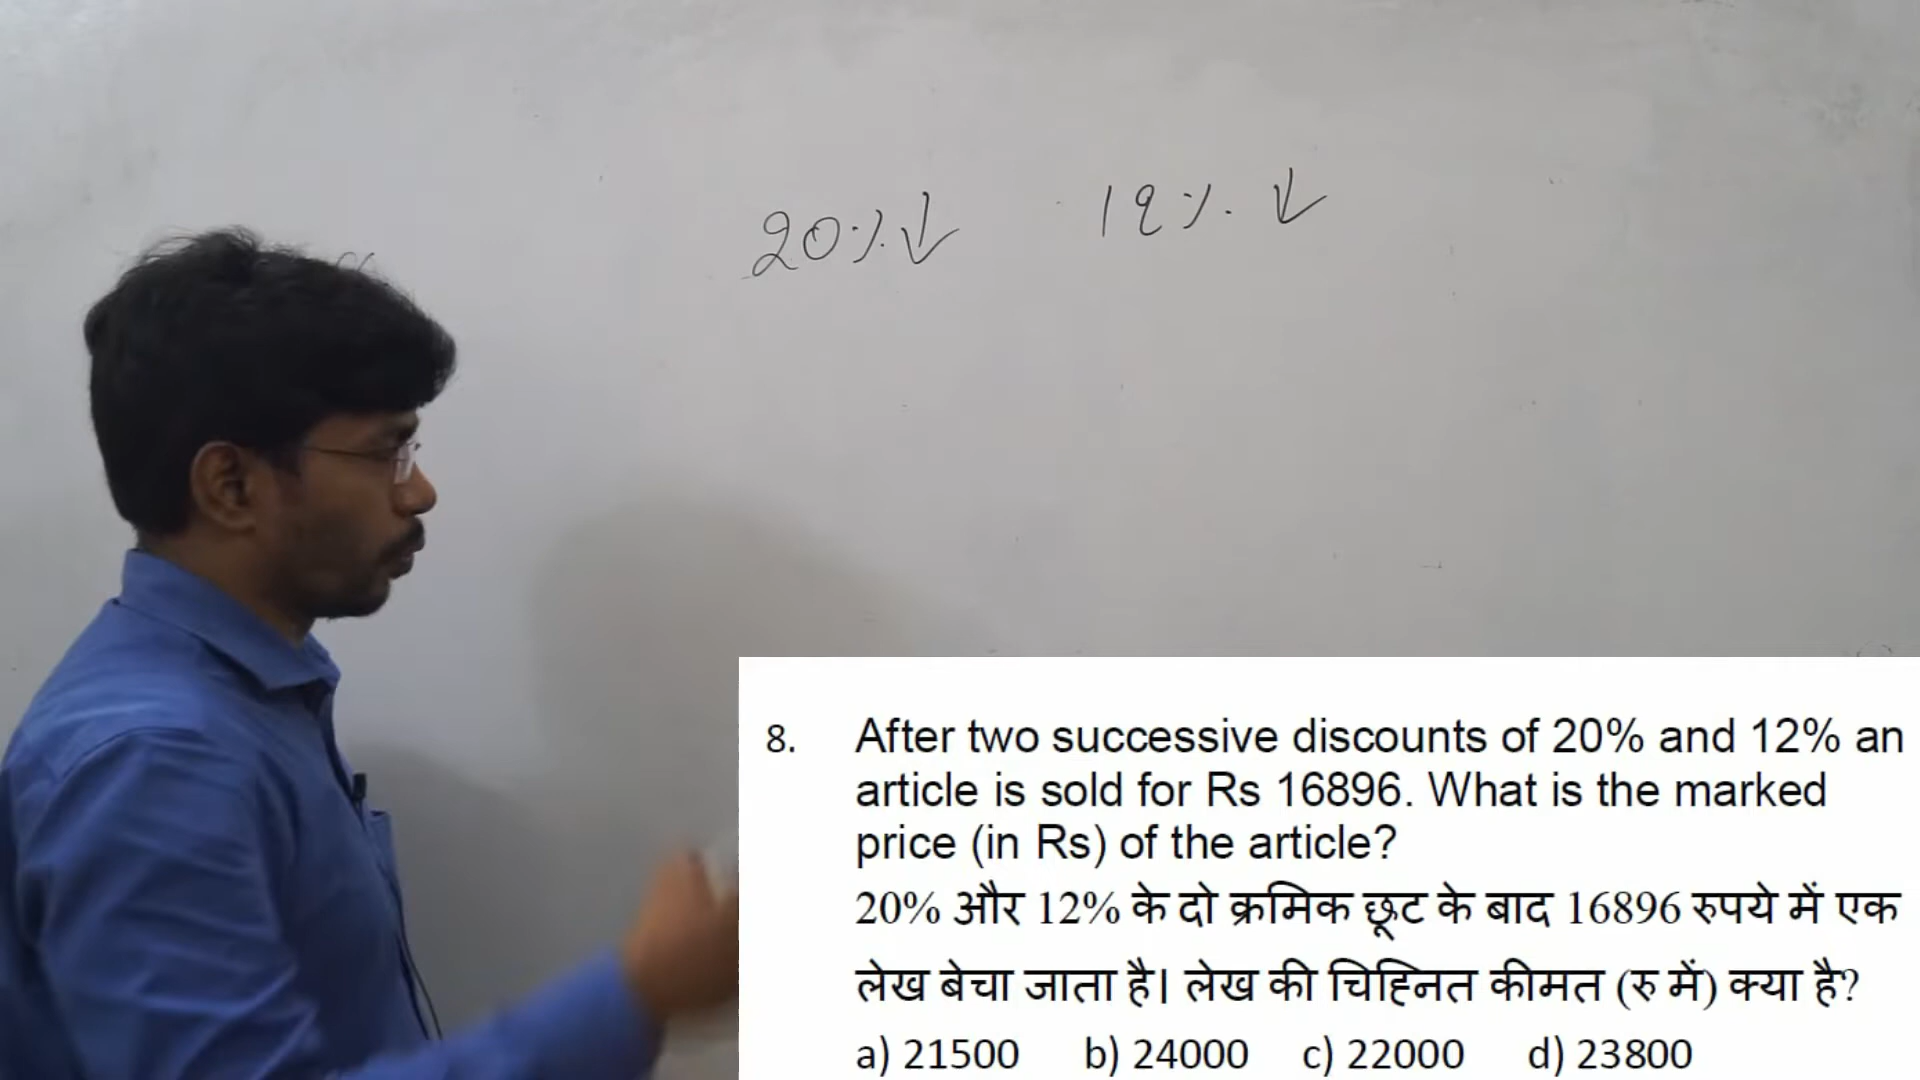 20% ↓ 12% ↓
8. After two successive discounts of 20% and 12% an
article is sold for Rs 16896. What is the marked
price (in Rs) of the article?
20% और 12% के दो क्रमिक छूट के बाद 16896 रुपये में एक
लेख बेचा जाता है। लेख की चिह्नित कीमत (रु में) क्या है?
a) 21500 b) 24000 c) 22000 d) 23800